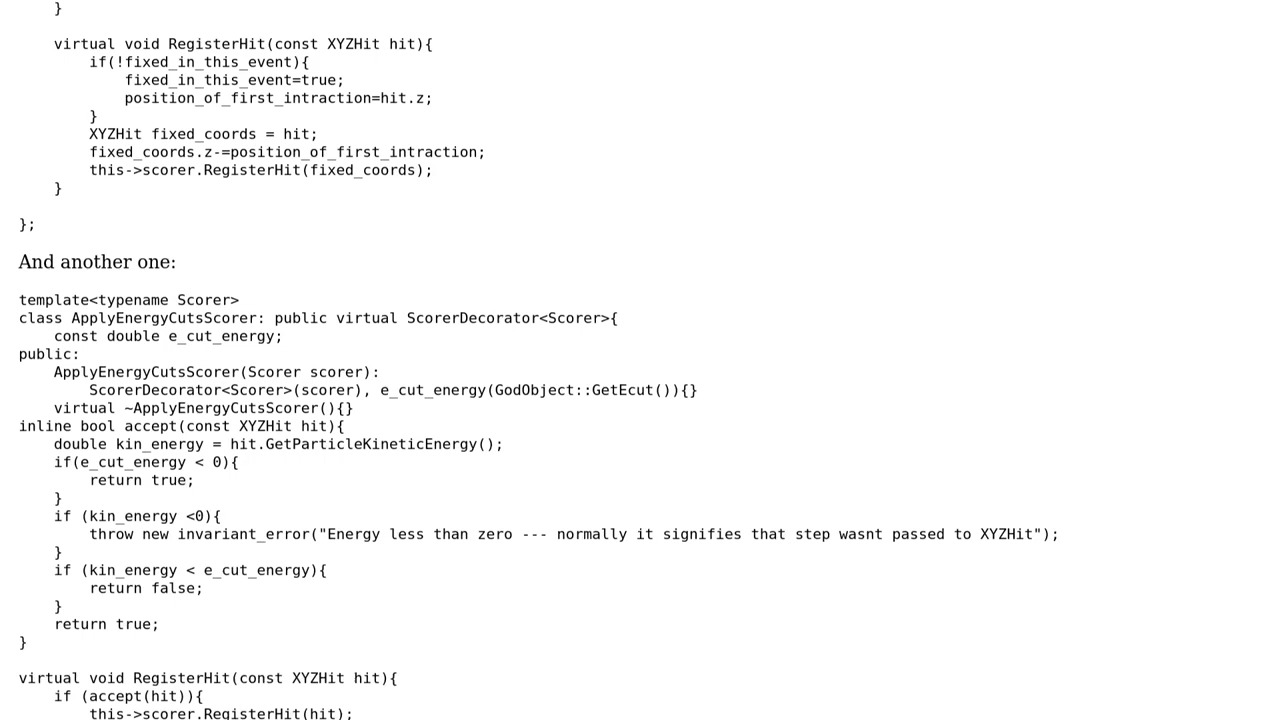 }

    virtual void RegisterHit(const XYZHit hit){
        if(!fixed_in_this_event){
            fixed_in_this_event=true;
            position_of_first_intraction=hit.z;
        }
        XYZHit fixed_coords = hit;
        fixed_coords.z-=position_of_first_intraction;
        this->scorer.RegisterHit(fixed_coords);
    }

};
And another one:
template<typename Scorer>
class ApplyEnergyCutsScorer: public virtual ScorerDecorator<Scorer>{
    const double e_cut_energy;
public:
    ApplyEnergyCutsScorer(Scorer scorer):
        ScorerDecorator<Scorer>(scorer), e_cut_energy(GodObject::GetEcut()){}
    virtual ~ApplyEnergyCutsScorer(){}
inline bool accept(const XYZHit hit){
    double kin_energy = hit.GetParticleKineticEnergy();
    if(e_cut_energy < 0){
        return true;
    }
    if (kin_energy <0){
        throw new invariant_error("Energy less than zero --- normally it signifies that step wasnt passed to XYZHit");
    }
    if (kin_energy < e_cut_energy){
        return false;
    }
    return true;
}

virtual void RegisterHit(const XYZHit hit){
    if (accept(hit)){
        this->scorer.RegisterHit(hit);